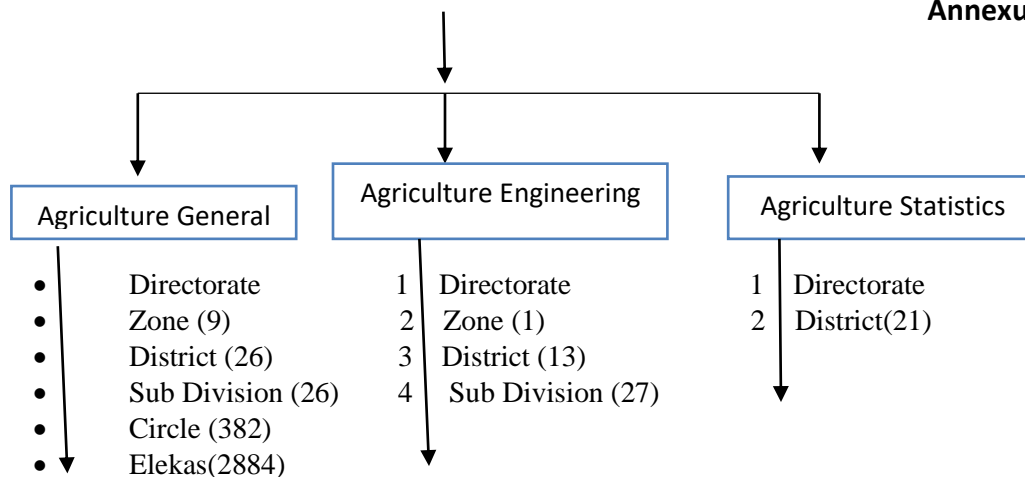 Annexu
Agriculture General
Agriculture Engineering
Agriculture Statistics
• Directorate
• Zone (9)
• District (26)
• Sub Division (26)
• Circle (382)
• Elekas(2884)
1 Directorate
2 Zone (1)
3 District (13)
4 Sub Division (27)
1 Directorate
2 District(21)